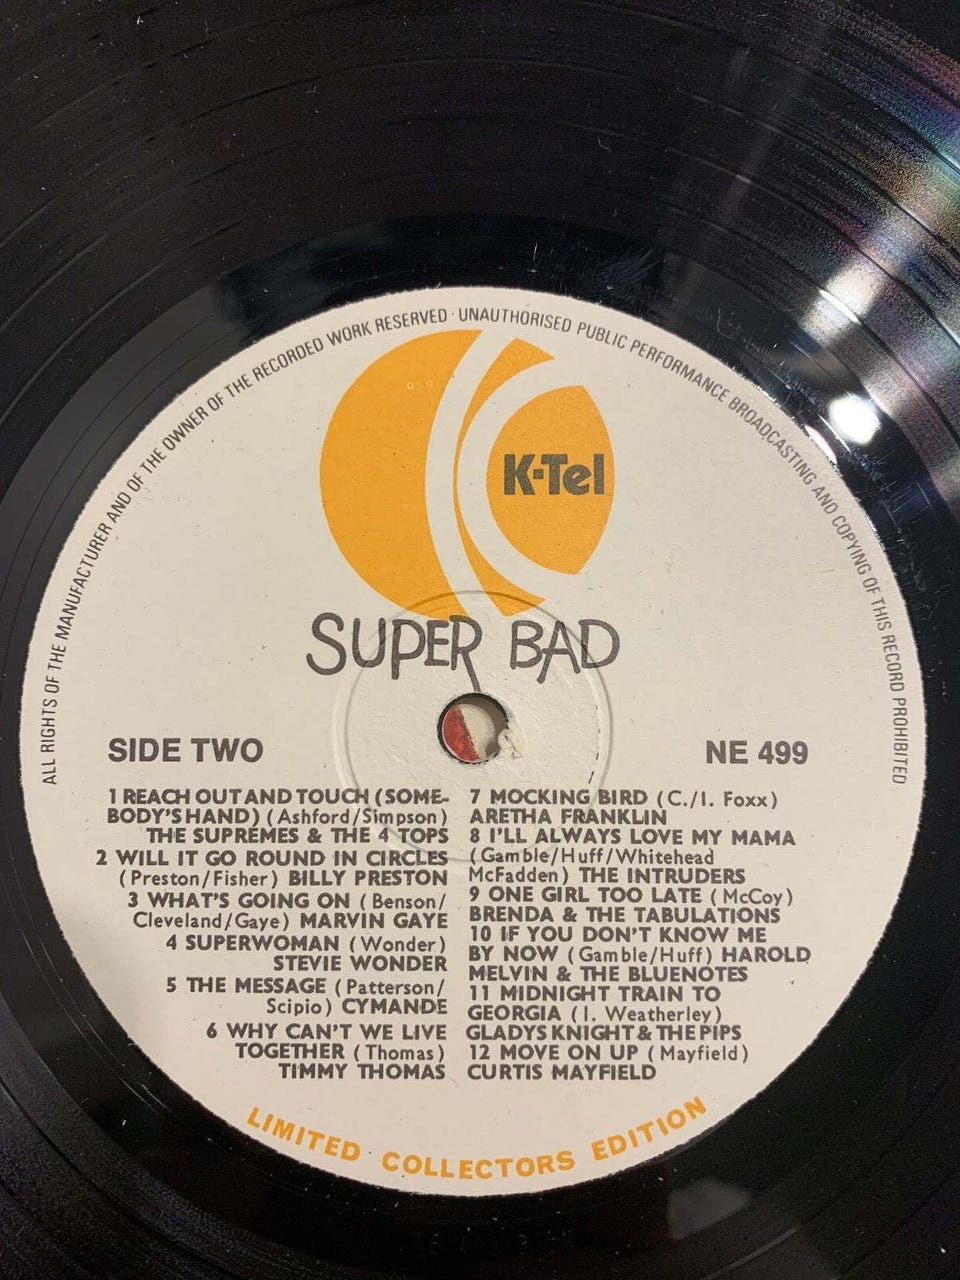 ALL RIGHTS OF THE MANUFACTURER AND OF THE OWNER OF THE RECORDED WORK RESERVED · UNAUTHORISED PUBLIC PERFORMANCE BROADCASTING AND COPYING OF THIS RECORD PROHIBITED
K-Tel
SUPER BAD
SIDE TWO
NE 499
1 REACH OUT AND TOUCH (SOME-
BODY'S HAND) (Ashford/Simpson)
THE SUPREMES & THE 4 TOPS
2 WILL IT GO ROUND IN CIRCLES
(Preston/Fisher) BILLY PRESTON
3 WHAT'S GOING ON (Benson/
Cleveland/Gaye) MARVIN GAYE
4 SUPERWOMAN (Wonder)
STEVIE WONDER
5 THE MESSAGE (Patterson/
Scipio) CYMANDE
6 WHY CAN'T WE LIVE
TOGETHER (Thomas)
TIMMY THOMAS
7 MOCKING BIRD (C./I. Foxx)
ARETHA FRANKLIN
8 I'LL ALWAYS LOVE MY MAMA
(Gamble/Huff/Whitehead
McFadden) THE INTRUDERS
9 ONE GIRL TOO LATE (McCoy)
BRENDA & THE TABULATIONS
10 IF YOU DON'T KNOW ME
BY NOW (Gamble/Huff) HAROLD
MELVIN & THE BLUENOTES
11 MIDNIGHT TRAIN TO
GEORGIA (I. Weatherley)
GLADYS KNIGHT & THE PIPS
12 MOVE ON UP (Mayfield)
CURTIS MAYFIELD
LIMITED COLLECTORS EDITION